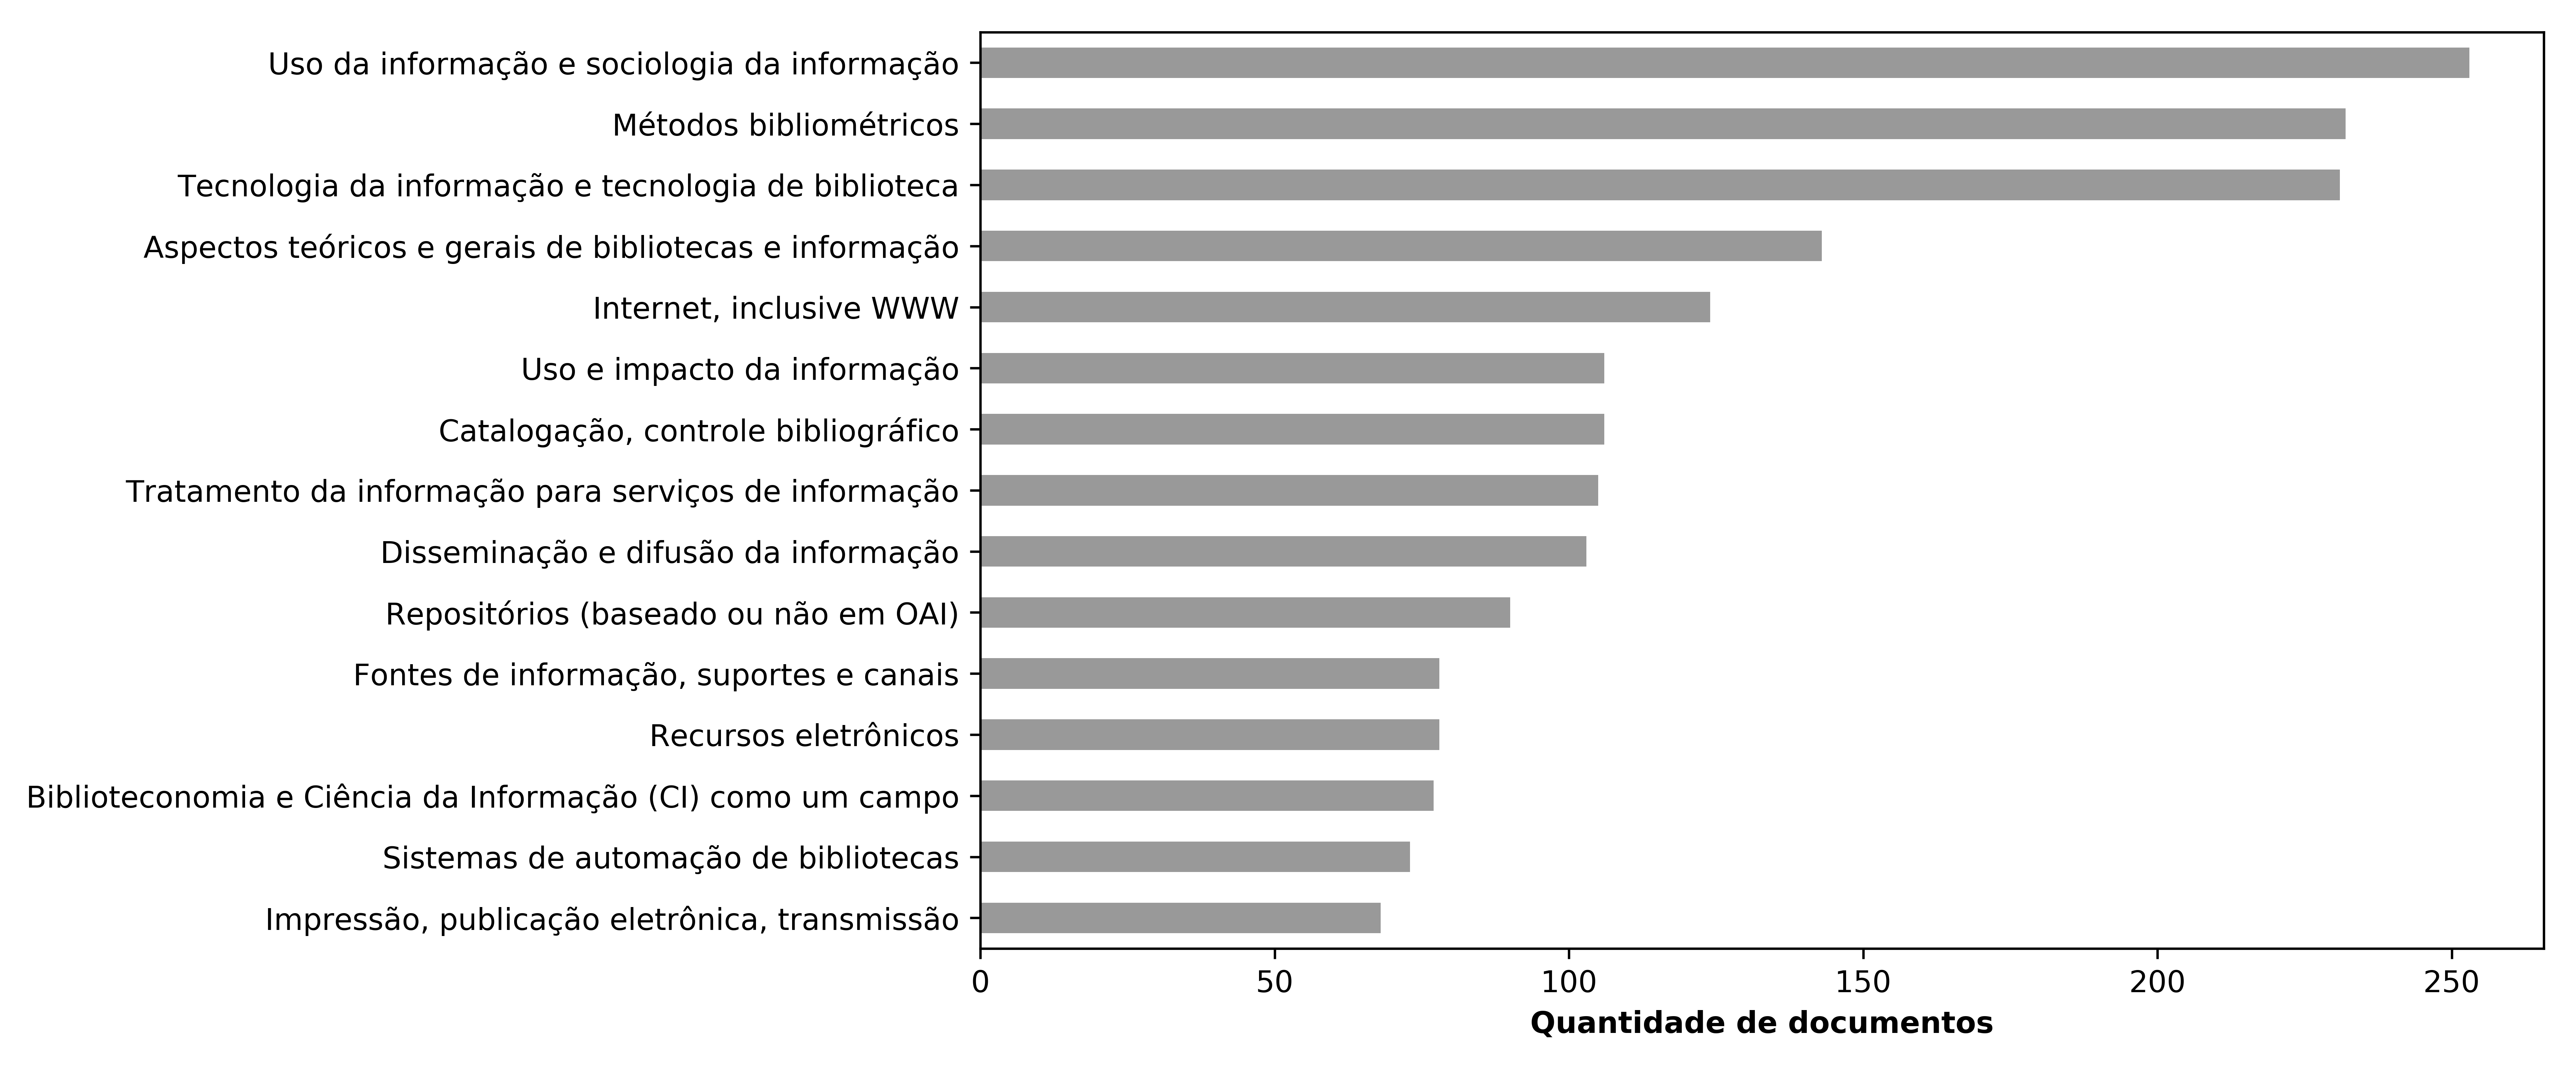 Uso da informação e sociologia da informação
Métodos bibliométricos
Tecnologia da informação e tecnologia de biblioteca
Aspectos teóricos e gerais de bibliotecas e informação
Internet, inclusive WWW
Uso e impacto da informação
Catalogação, controle bibliográfico
Tratamento da informação para serviços de informação
Disseminação e difusão da informação
Repositórios (baseado ou não em OAI)
Fontes de informação, suportes e canais
Recursos eletrônicos
Biblioteconomia e Ciência da Informação (CI) como um campo
Sistemas de automação de bibliotecas
Impressão, publicação eletrônica, transmissão
0 50 100 150 200 250
Quantidade de documentos